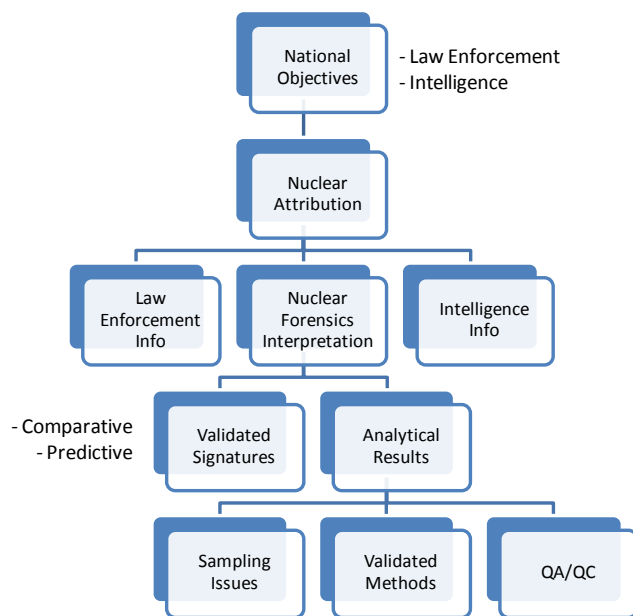 National
Objectives
- Law Enforcement
- Intelligence
Nuclear
Attribution
Law
Enforcement
Info
Nuclear
Forensics
Interpretation
Intelligence
Info
- Comparative
- Predictive
Validated
Signatures
Analytical
Results
Sampling
Issues
Validated
Methods
QA/QC